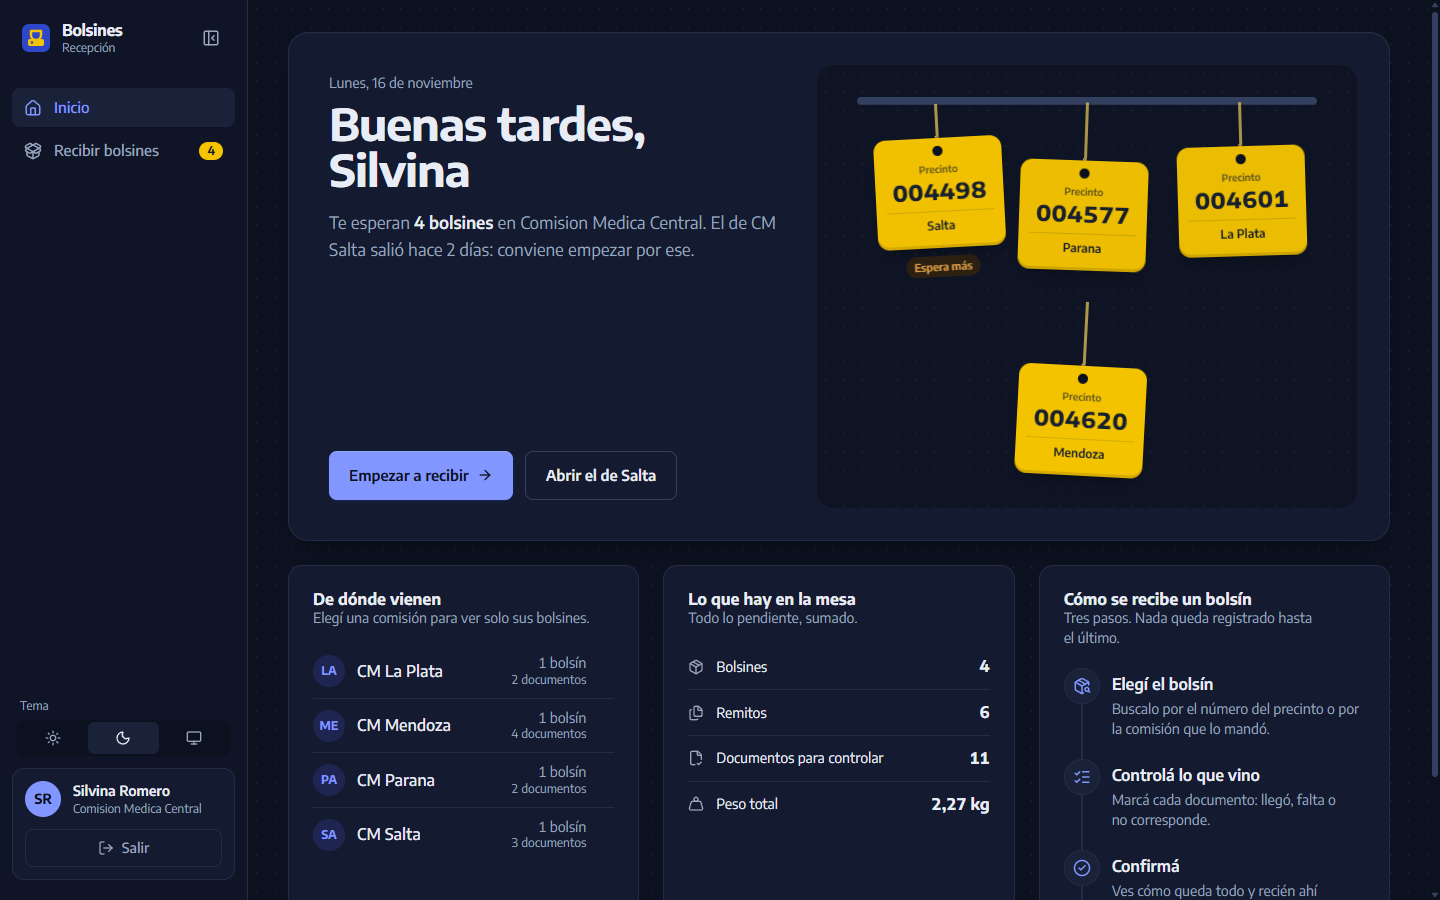 Bolsines
Recepción
Inicio
Recibir bolsines
4
Tema
SR
Silvina Romero
Comision Medica Central
Salir
Lunes, 16 de noviembre
Buenas tardes,
Silvina
Te esperan 4 bolsines en Comision Medica Central. El de CM
Salta salió hace 2 días: conviene empezar por ese.
Empezar a recibir
Abrir el de Salta
Precinto
004498
Salta
Espera más
Precinto
004577
Parana
Precinto
004601
La Plata
Precinto
004620
Mendoza
De dónde vienen
Elegí una comisión para ver solo sus bolsines.
LA
CM La Plata
1 bolsín
2 documentos
ME
CM Mendoza
1 bolsín
4 documentos
PA
CM Parana
1 bolsín
2 documentos
SA
CM Salta
1 bolsín
3 documentos
Lo que hay en la mesa
Todo lo pendiente, sumado.
Bolsines 4
Remitos 6
Documentos para controlar 11
Peso total 2,27 kg
Cómo se recibe un bolsín
Tres pasos. Nada queda registrado hasta
el último.
Elegí el bolsín
Buscalo por el número del precinto o por
la comisión que lo mandó.
Controlá lo que vino
Marcá cada documento: llegó, falta o
no corresponde.
Confirmá
Ves cómo queda todo y recién ahí